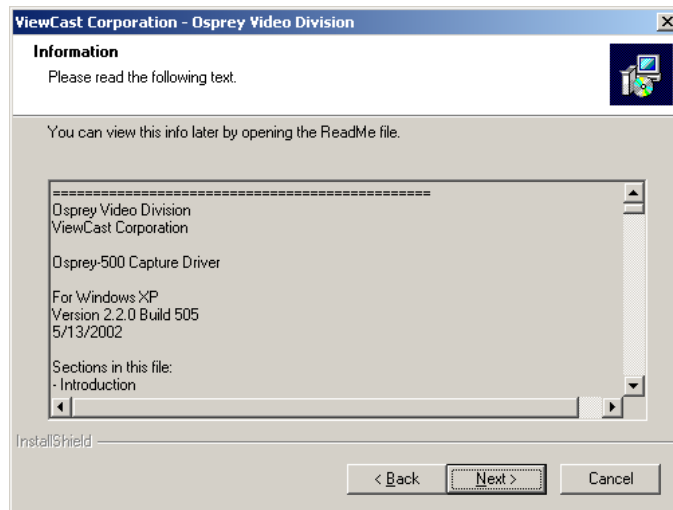 ViewCast Corporation - Osprey Video Division
Information
Please read the following text.
You can view this info later by opening the ReadMe file.
================================================
Osprey Video Division
ViewCast Corporation
Osprey-500 Capture Driver
For Windows XP
Version 2.2.0 Build 505
5/13/2002
Sections in this file:
- Introduction
InstallShield
< Back
Next >
Cancel